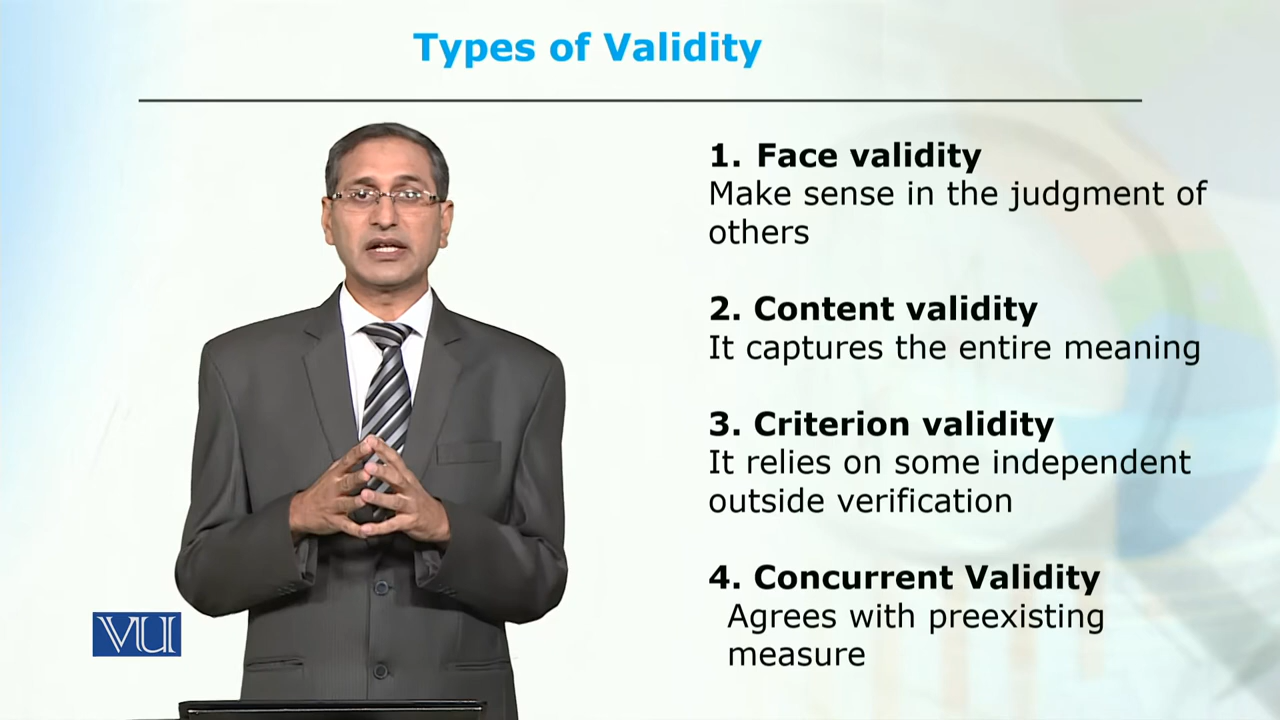 Types of Validity
1. Face validity
Make sense in the judgment of
others
2. Content validity
It captures the entire meaning
3. Criterion validity
It relies on some independent
outside verification
4. Concurrent Validity
Agrees with preexisting
measure
VU